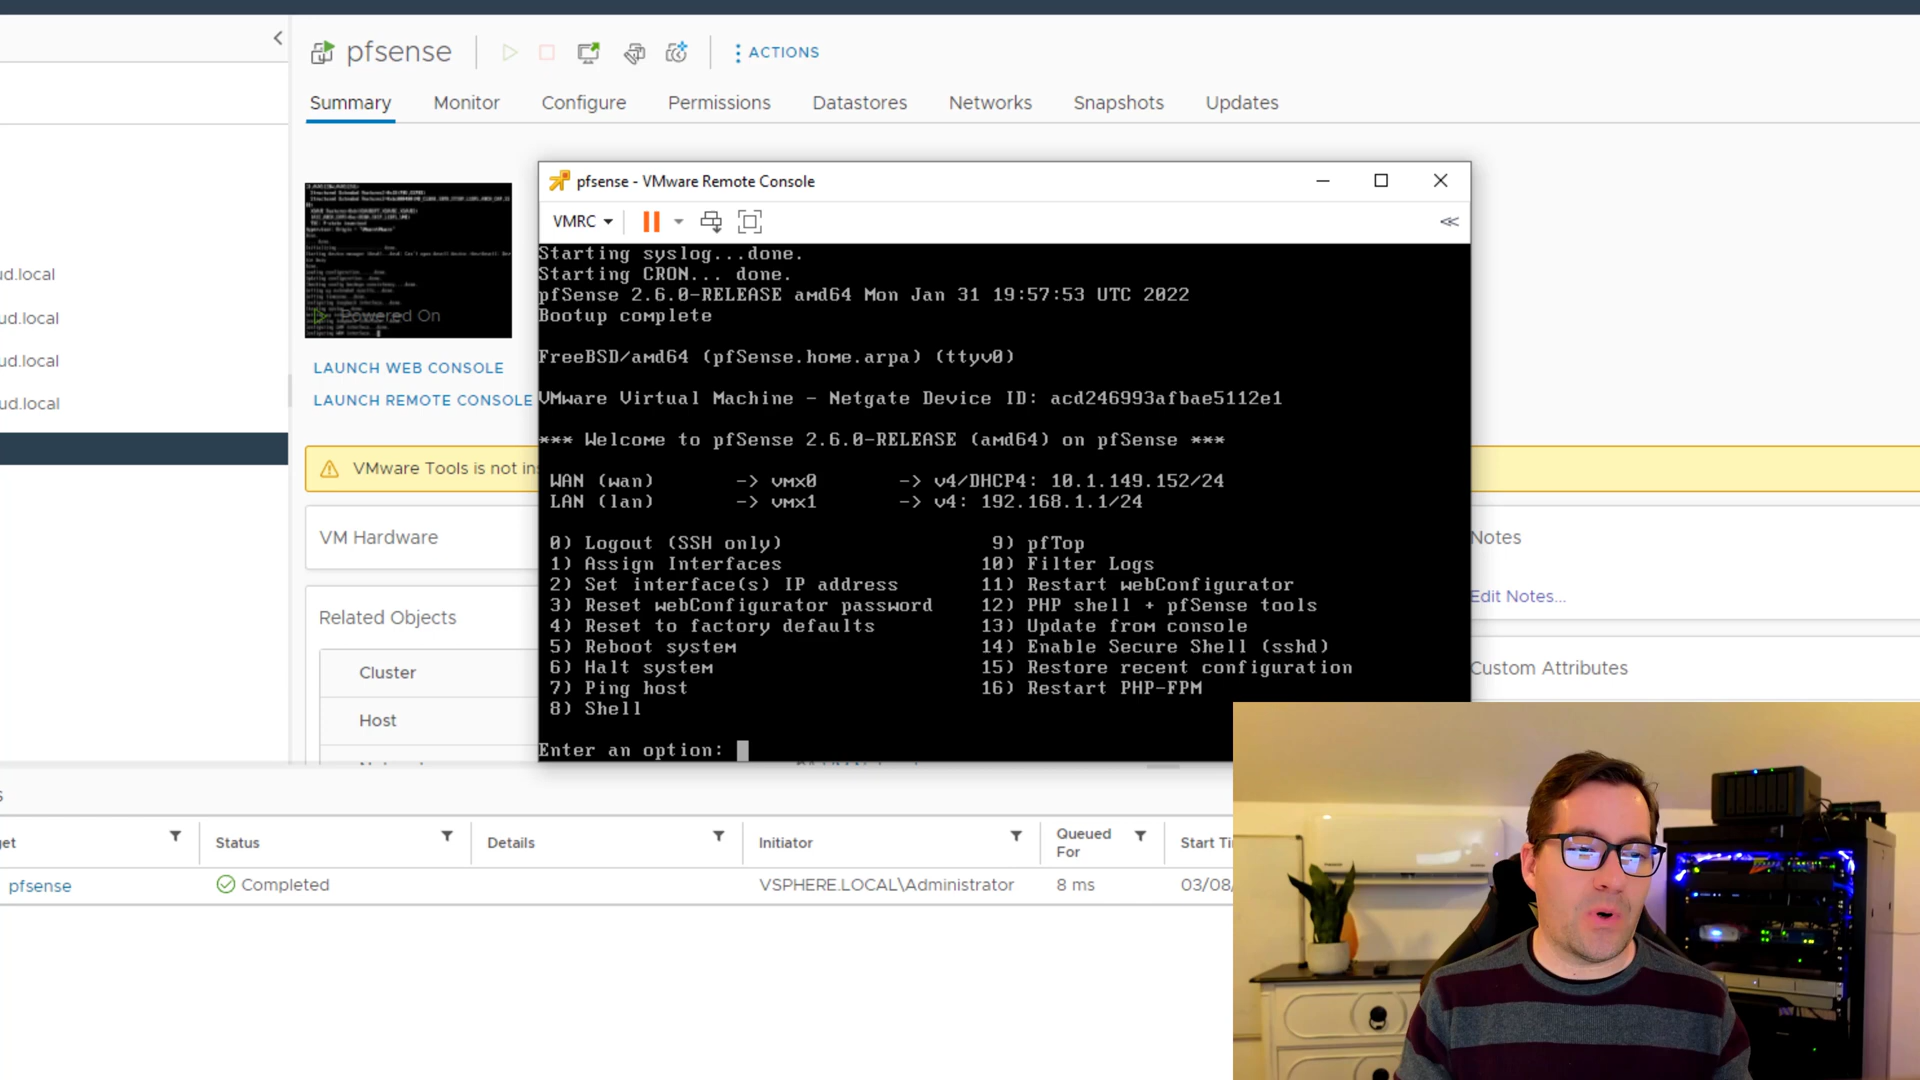 pfsense
ACTIONS
Summary Monitor Configure Permissions Datastores Networks Snapshots Updates
Powered On
LAUNCH WEB CONSOLE
LAUNCH REMOTE CONSOLE
ud.local
ud.local
ud.local
ud.local
VMware Tools is not ins
VM Hardware
Related Objects
Cluster
Host
Notes
Edit Notes...
Custom Attributes
pfsense - VMware Remote Console
VMRC
Starting syslog...done.
Starting CRON... done.
pfSense 2.6.0-RELEASE amd64 Mon Jan 31 19:57:53 UTC 2022
Bootup complete
FreeBSD/amd64 (pfSense.home.arpa) (ttyv0)
VMware Virtual Machine - Netgate Device ID: acd246993afbae5112e1
*** Welcome to pfSense 2.6.0-RELEASE (amd64) on pfSense ***
WAN (wan) -> vmx0 -> v4/DHCP4: 10.1.149.152/24
LAN (lan) -> vmx1 -> v4: 192.168.1.1/24
0) Logout (SSH only) 9) pfTop
1) Assign Interfaces 10) Filter Logs
2) Set interface(s) IP address 11) Restart webConfigurator
3) Reset webConfigurator password 12) PHP shell + pfSense tools
4) Reset to factory defaults 13) Update from console
5) Reboot system 14) Enable Secure Shell (sshd)
6) Halt system 15) Restore recent configuration
7) Ping host 16) Restart PHP-FPM
8) Shell
Enter an option:
s
get Status Details Initiator Queued For Start Ti
pfsense Completed VSPHERE.LOCAL\Administrator 8 ms 03/08/